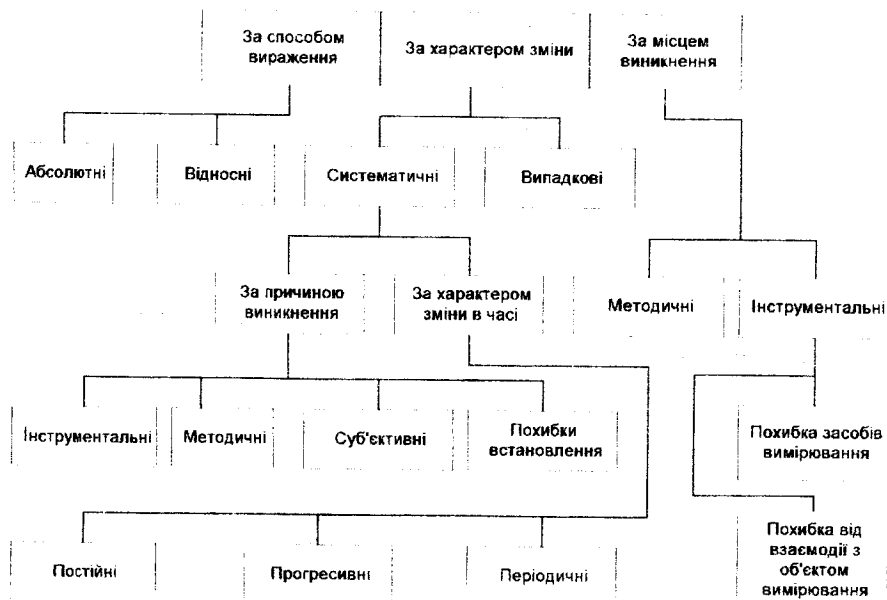 За способом
вираження
За характером зміни
За місцем
виникнення
Абсолютні
Відносні
Систематичні
Випадкові
За причиною
виникнення
За характером
зміни в часі
Методичні
Інструментальні
Інструментальні
Методичні
Суб'єктивні
Похибки
встановлення
Похибка засобів
вимірювання
Постійні
Прогресивні
Періодичні
Похибка від
взаємодії з
об'єктом
вимірювання